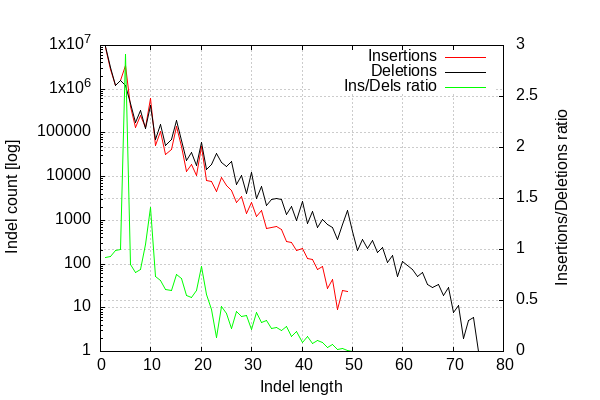 1x10^7
1x10^6
100000
10000
1000
100
10
1
Indel count [log]
Insertions
Deletions
Ins/Dels ratio
3
2.5
2
1.5
1
0.5
0
Insertions/Deletions ratio
0 10 20 30 40 50 60 70 80
Indel length